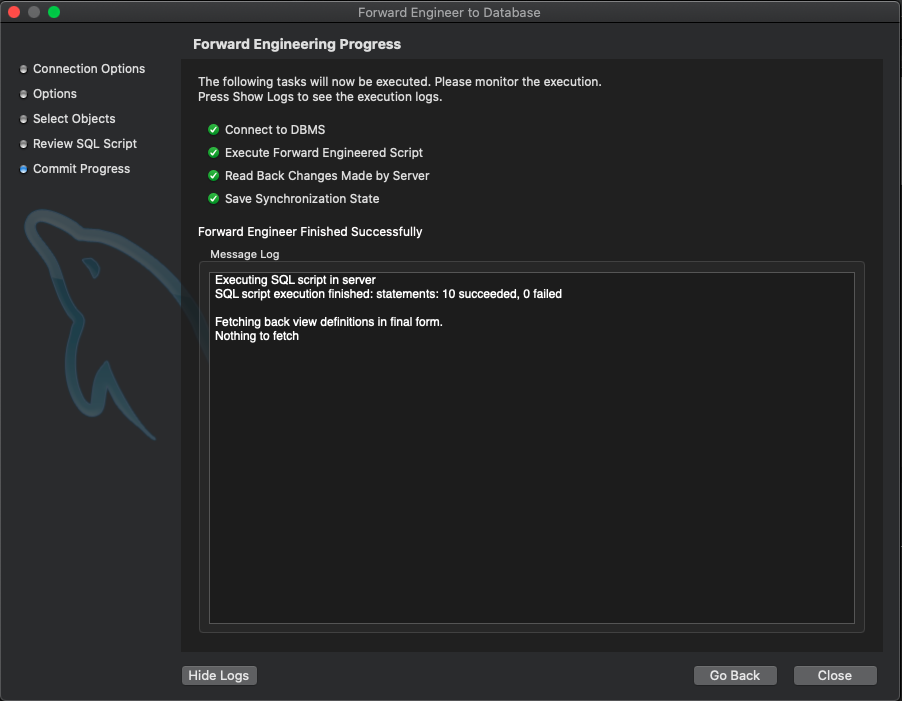 Forward Engineer to Database
Forward Engineering Progress
Connection Options
Options
Select Objects
Review SQL Script
Commit Progress
The following tasks will now be executed. Please monitor the execution.
Press Show Logs to see the execution logs.
Connect to DBMS
Execute Forward Engineered Script
Read Back Changes Made by Server
Save Synchronization State
Forward Engineer Finished Successfully
Message Log
Executing SQL script in server
SQL script execution finished: statements: 10 succeeded, 0 failed
Fetching back view definitions in final form.
Nothing to fetch
Hide Logs
Go Back
Close